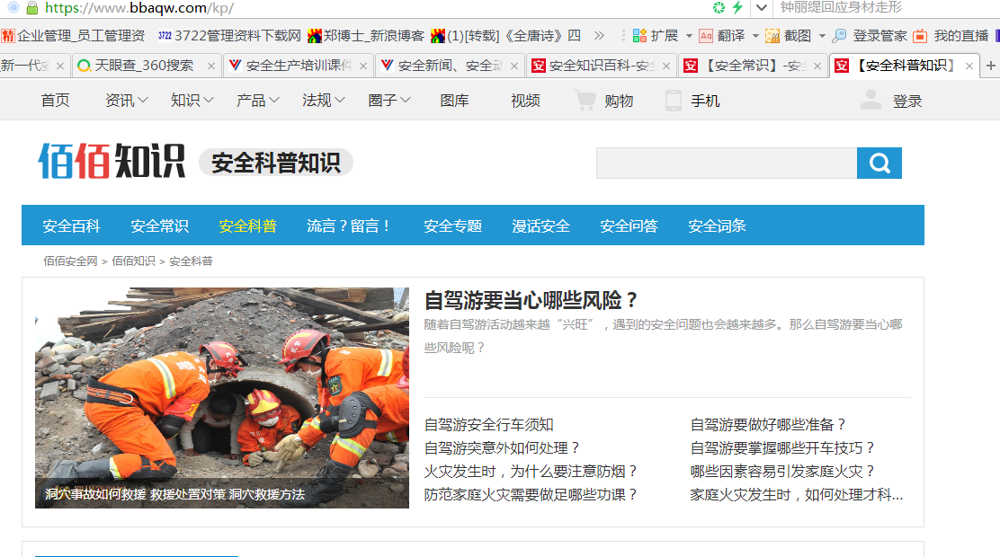 https://www.bbaqw.com/kp/
钟丽缇回应身材走形
企业管理_员工管理资
3722管理资料下载网
郑博士_新浪博客
(1)[转载]《全唐诗》四
扩展
翻译
截图
登录管家
我的直播
新一代安
天眼查_360搜索
安全生产培训课件
安全新闻、安全动
安全知识百科-安全
【安全常识】-安全
【安全科普知识】
首页 资讯 知识 产品 法规 圈子 图库 视频 购物 手机 登录
佰佰知识 安全科普知识
安全百科 安全常识 安全科普 流言？留言！ 安全专题 漫话安全 安全问答 安全词条
佰佰安全网 > 佰佰知识 > 安全科普
自驾游要当心哪些风险？
随着自驾游活动越来越“兴旺”，遇到的安全问题也会越来越多。那么自驾游要当心哪
些风险呢？
自驾游安全行车须知 自驾游要做好哪些准备？
自驾游突意外如何处理？ 自驾游要掌握哪些开车技巧？
火灾发生时，为什么要注意防烟？ 哪些因素容易引发家庭火灾？
防范家庭火灾需要做足哪些功课？ 家庭火灾发生时，如何处理才科...
洞穴事故如何救援 救援处置对策 洞穴救援方法